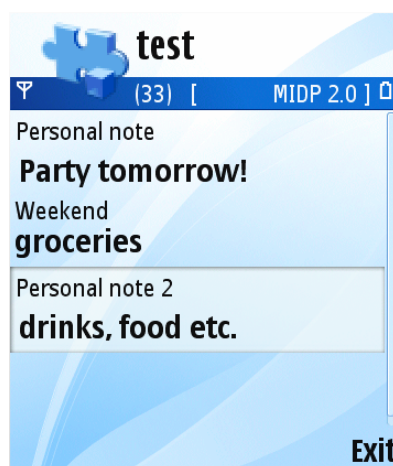 test
(33) [ MIDP 2.0 ]
Personal note
Party tomorrow!
Weekend
groceries
Personal note 2
drinks, food etc.
Exit